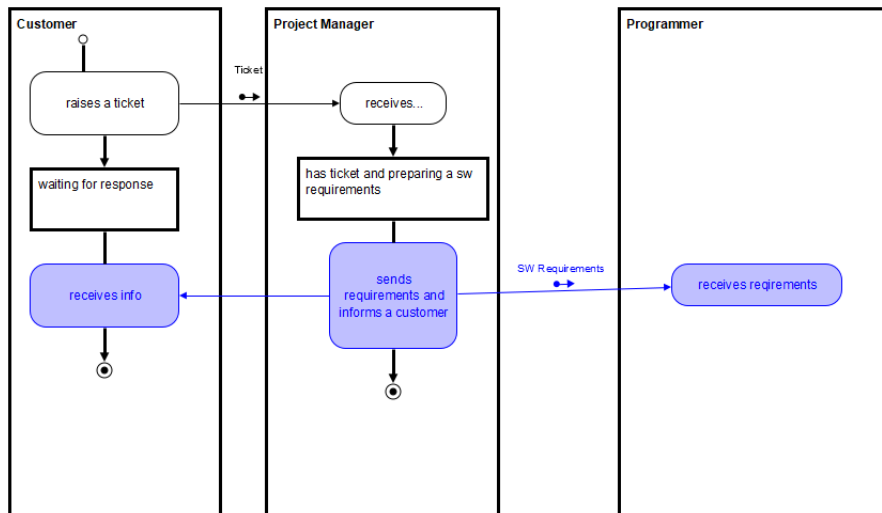 Customer
Project Manager
Programmer
Ticket
raises a ticket
receives...
waiting for response
has ticket and preparing a sw
requirements
SW Requirements
receives info
sends
requirements and
informs a customer
receives reqirements